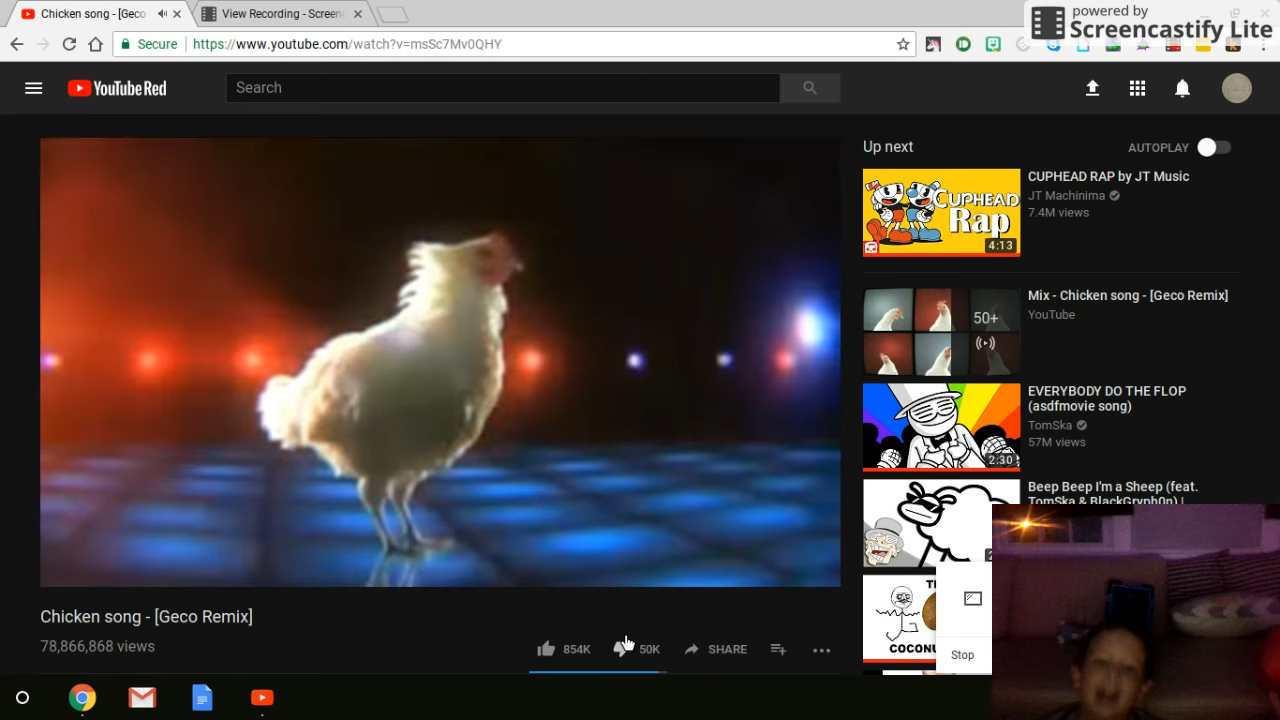 Chicken song - [Geco
View Recording - Screen
powered by
Screencastify Lite
Secure
https://www.youtube.com/watch?v=msSc7Mv0QHY
YouTube Red
Search
Up next
AUTOPLAY
CUPHEAD
Rap
4:13
CUPHEAD RAP by JT Music
JT Machinima
7.4M views
50+
Mix - Chicken song - [Geco Remix]
YouTube
2:30
EVERYBODY DO THE FLOP
(asdfmovie song)
TomSka
57M views
Beep Beep I'm a Sheep (feat.
TomSka & BlackGryph0n) |
Chicken song - [Geco Remix]
78,866,868 views
854K
50K
SHARE
Stop